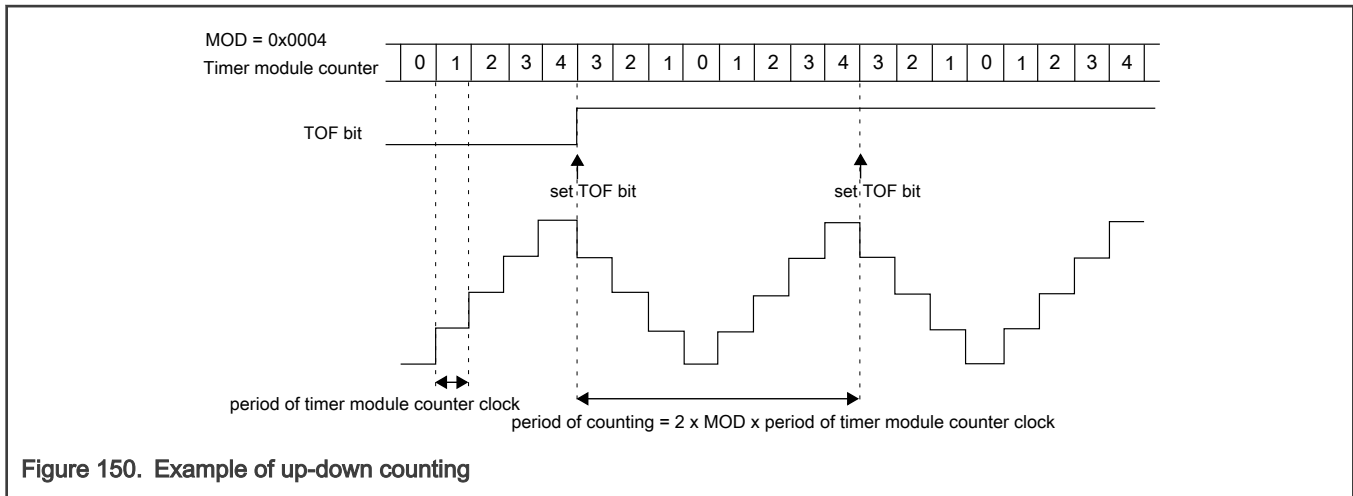 MOD = 0x0004
Timer module counter 0 1 2 3 4 3 2 1 0 1 2 3 4 3 2 1 0 1 2 3 4
TOF bit
set TOF bit set TOF bit
period of timer module counter clock
period of counting = 2 x MOD x period of timer module counter clock
Figure 150. Example of up-down counting